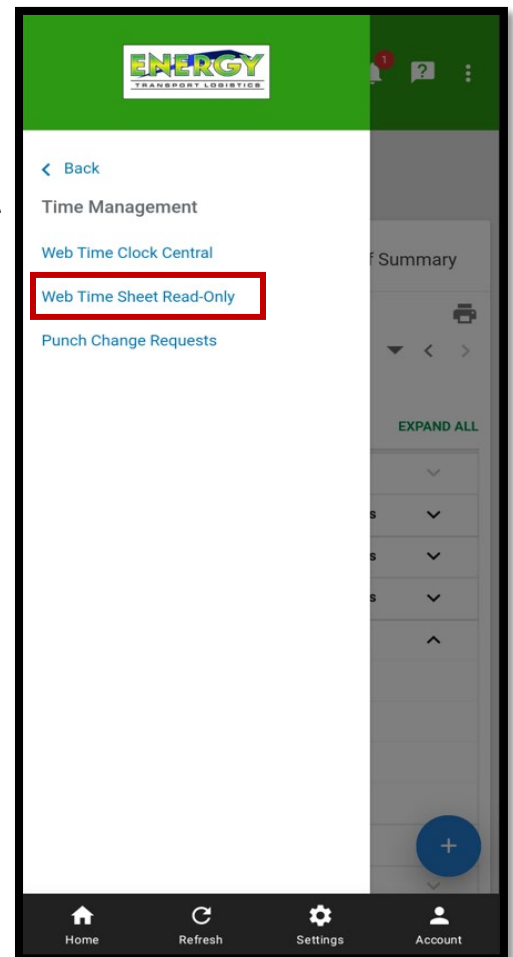 ENERGY
TRANSPORT LOGISTICS
1
?
Back
Time Management
Web Time Clock Central
f Summary
Web Time Sheet Read-Only
Punch Change Requests
EXPAND ALL
s
s
s
+
Home Refresh Settings Account